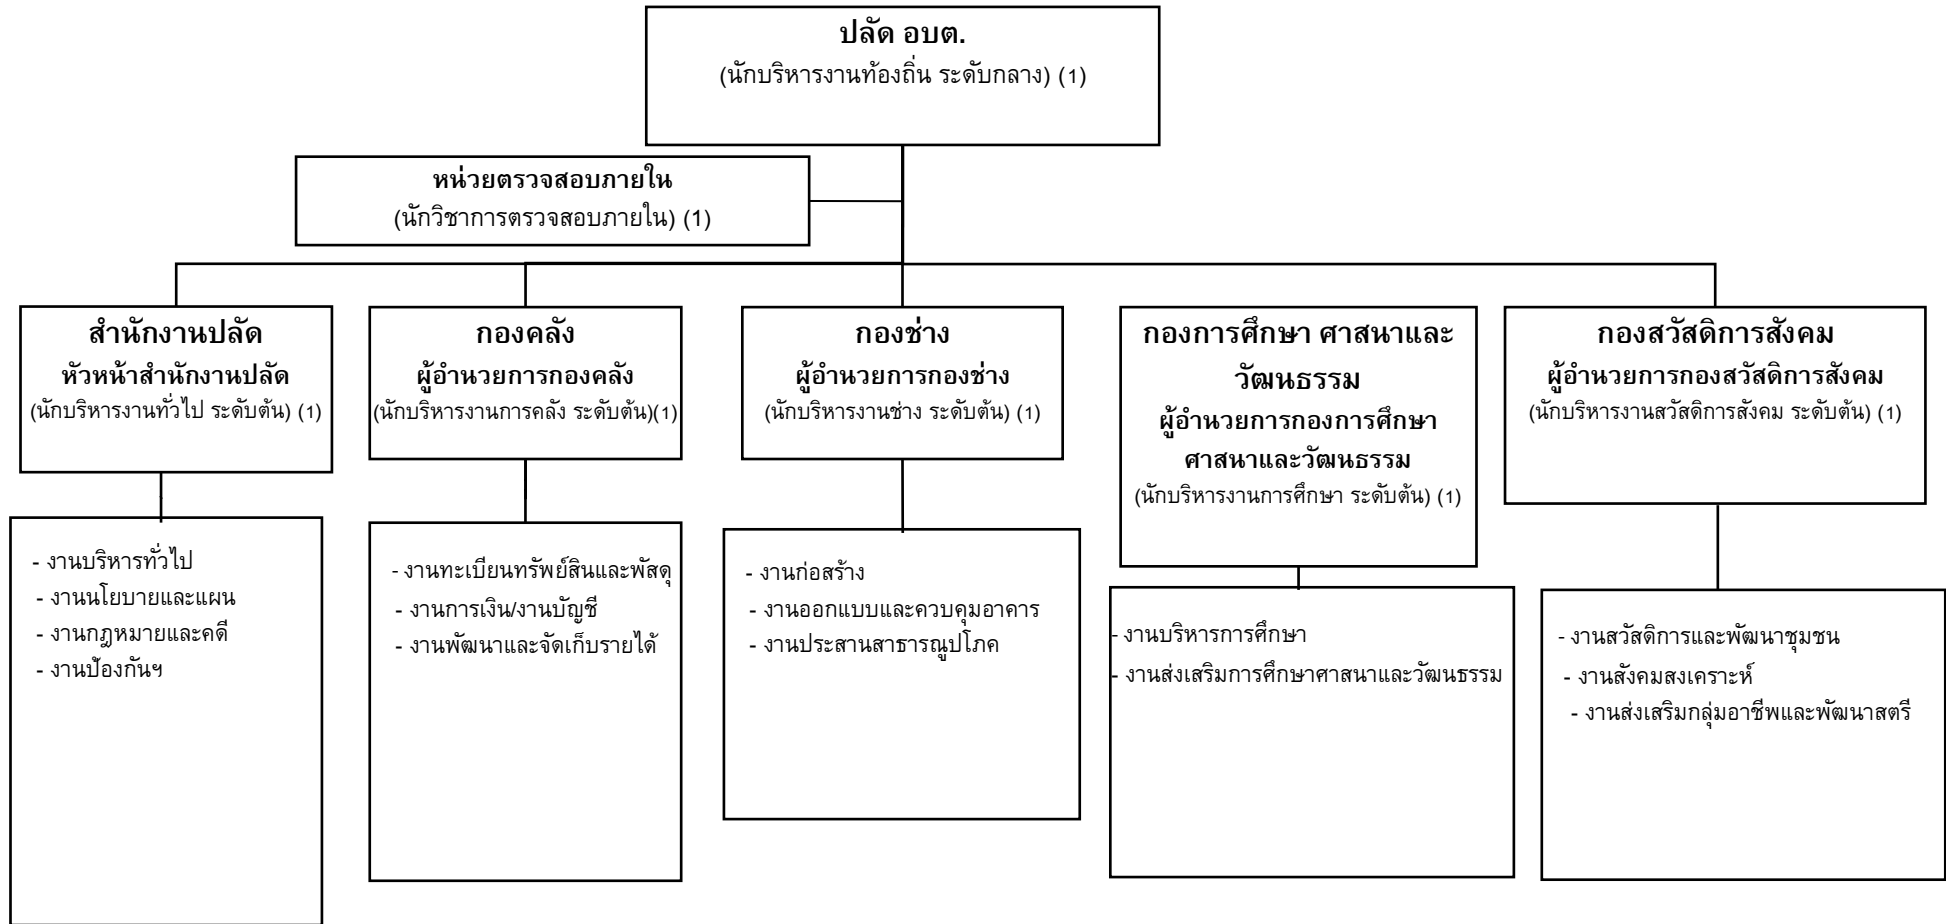 ปลัด อบต.
(นักบริหารงานท้องถิ่น ระดับกลาง) (1)
หน่วยตรวจสอบภายใน
(นักวิชาการตรวจสอบภายใน) (1)
สำนักงานปลัด
หัวหน้าสำนักงานปลัด
(นักบริหารงานทั่วไป ระดับต้น) (1)
กองคลัง
ผู้อำนวยการกองคลัง
(นักบริหารงานการคลัง ระดับต้น)(1)
กองช่าง
ผู้อำนวยการกองช่าง
(นักบริหารงานช่าง ระดับต้น) (1)
กองการศึกษา ศาสนาและ
วัฒนธรรม
ผู้อำนวยการกองการศึกษา
ศาสนาและวัฒนธรรม
(นักบริหารงานการศึกษา ระดับต้น) (1)
กองสวัสดิการสังคม
ผู้อำนวยการกองสวัสดิการสังคม
(นักบริหารงานสวัสดิการสังคม ระดับต้น) (1)
- งานบริหารทั่วไป
- งานนโยบายและแผน
- งานกฎหมายและคดี
- งานป้องกันฯ
- งานทะเบียนทรัพย์สินและพัสดุ
- งานการเงิน/งานบัญชี
- งานพัฒนาและจัดเก็บรายได้
- งานก่อสร้าง
- งานออกแบบและควบคุมอาคาร
- งานประสานสาธารณูปโภค
- งานบริหารการศึกษา
- งานส่งเสริมการศึกษาศาสนาและวัฒนธรรม
- งานสวัสดิการและพัฒนาชุมชน
- งานสังคมสงเคราะห์
- งานส่งเสริมกลุ่มอาชีพและพัฒนาสตรี